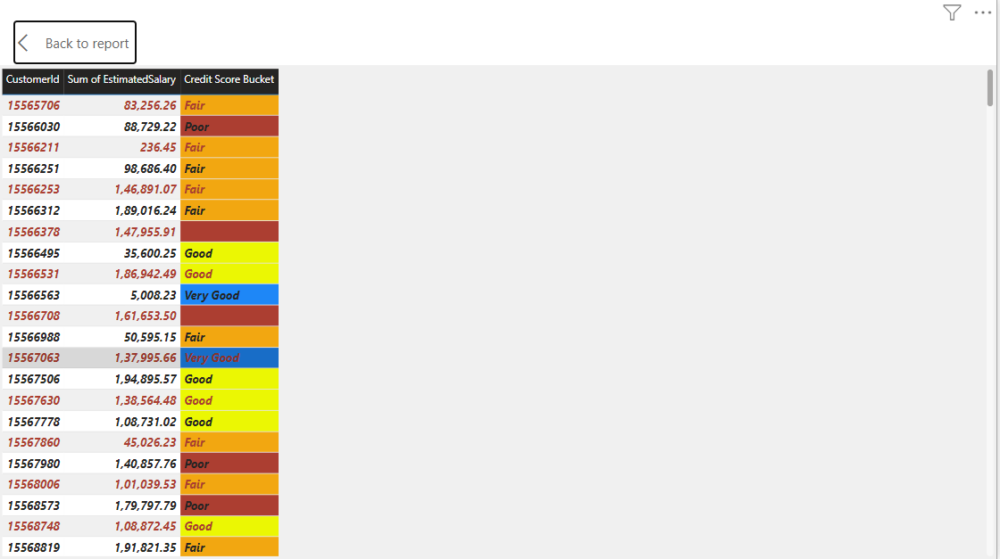 Back to report
CustomerId Sum of EstimatedSalary Credit Score Bucket
15565706 83,256.26 Fair
15566030 88,729.22 Poor
15566211 236.45 Fair
15566251 98,686.40 Fair
15566253 1,46,891.07 Fair
15566312 1,89,016.24 Fair
15566378 1,47,955.91
15566495 35,600.25 Good
15566531 1,86,942.49 Good
15566563 5,008.23 Very Good
15566708 1,61,653.50
15566988 50,595.15 Fair
15567063 1,37,995.66 Very Good
15567506 1,94,895.57 Good
15567630 1,38,564.48 Good
15567778 1,08,731.02 Good
15567860 45,026.23 Fair
15567980 1,40,857.76 Poor
15568006 1,01,039.53 Fair
15568573 1,79,797.79 Poor
15568748 1,08,872.45 Good
15568819 1,91,821.35 Fair